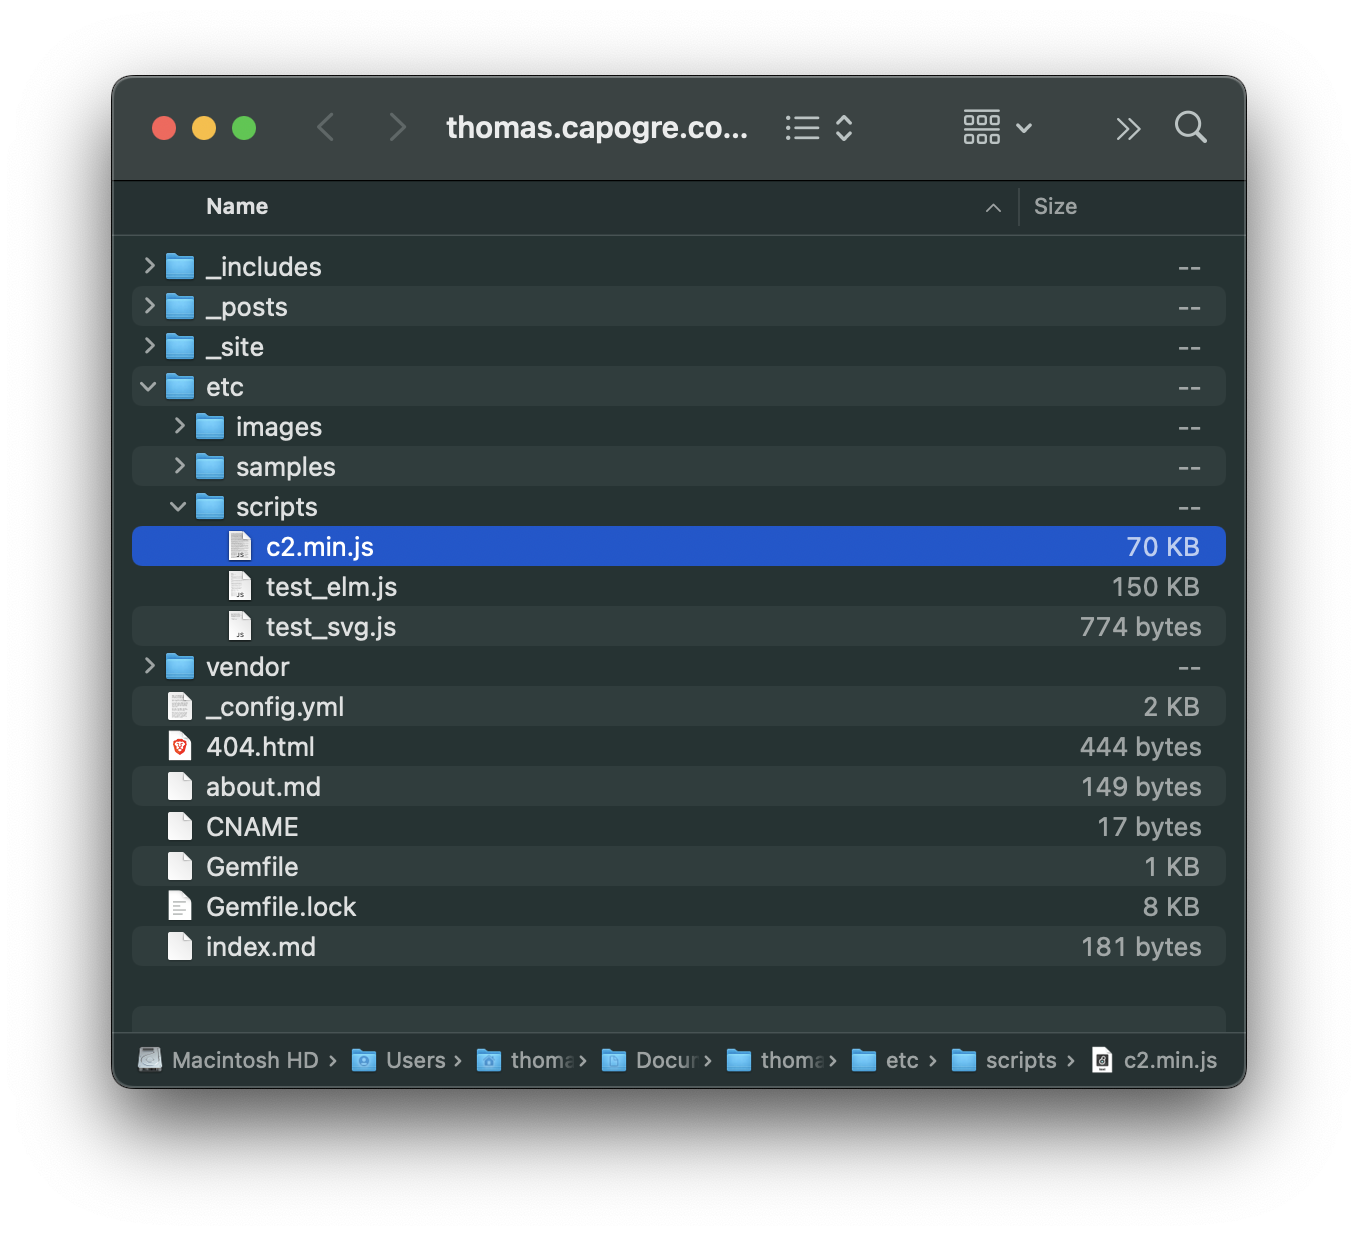 thomas.capogre.co...
Name Size
_includes --
_posts --
_site --
etc --
images --
samples --
scripts --
c2.min.js 70 KB
test_elm.js 150 KB
test_svg.js 774 bytes
vendor --
_config.yml 2 KB
404.html 444 bytes
about.md 149 bytes
CNAME 17 bytes
Gemfile 1 KB
Gemfile.lock 8 KB
index.md 181 bytes
Macintosh HD › Users › thoma › Docur › thoma › etc › scripts › c2.min.js